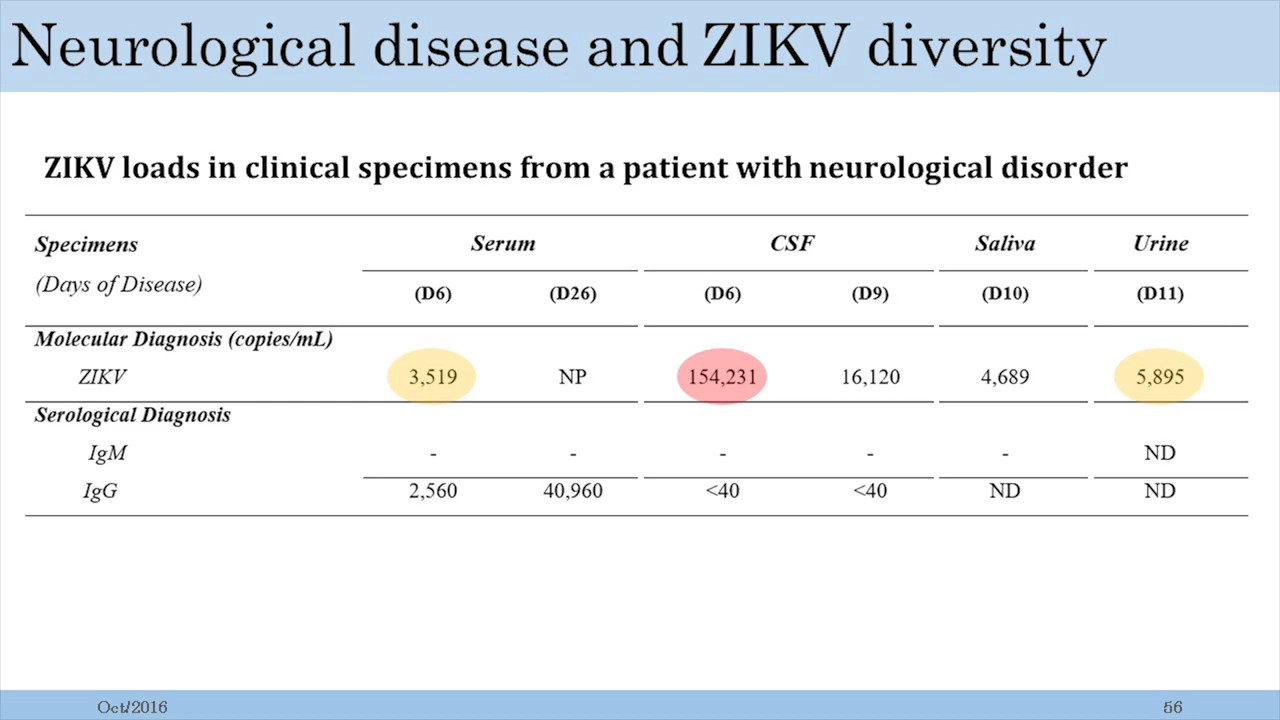 Neurological disease and ZIKV diversity
ZIKV loads in clinical specimens from a patient with neurological disorder
Specimens Serum CSF Saliva Urine
(Days of Disease) (D6) (D26) (D6) (D9) (D10) (D11)
Molecular Diagnosis (copies/mL)
ZIKV 3,519 NP 154,231 16,120 4,689 5,895
Serological Diagnosis
IgM - - - - - ND
IgG 2,560 40,960 <40 <40 ND ND
Oct/2016 56